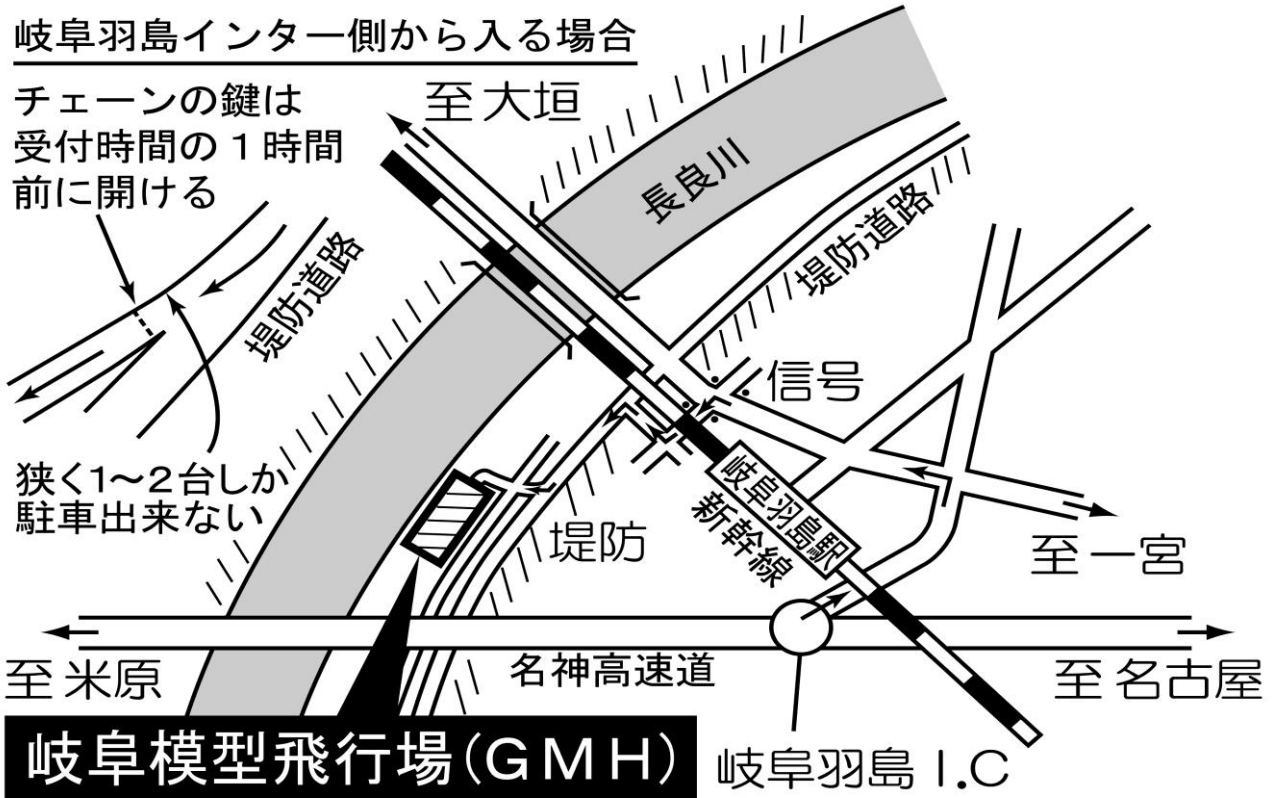 岐阜羽島インター側から入る場合
チェーンの鍵は
受付時間の1時間
前に開ける
至大垣
長良川
堤防道路
堤防道路
信号
狭く1〜2台しか
駐車出来ない
岐阜羽島駅
新幹線
堤防
至一宮
至米原
名神高速道
至名古屋
岐阜模型飛行場(GMH)
岐阜羽島I.C